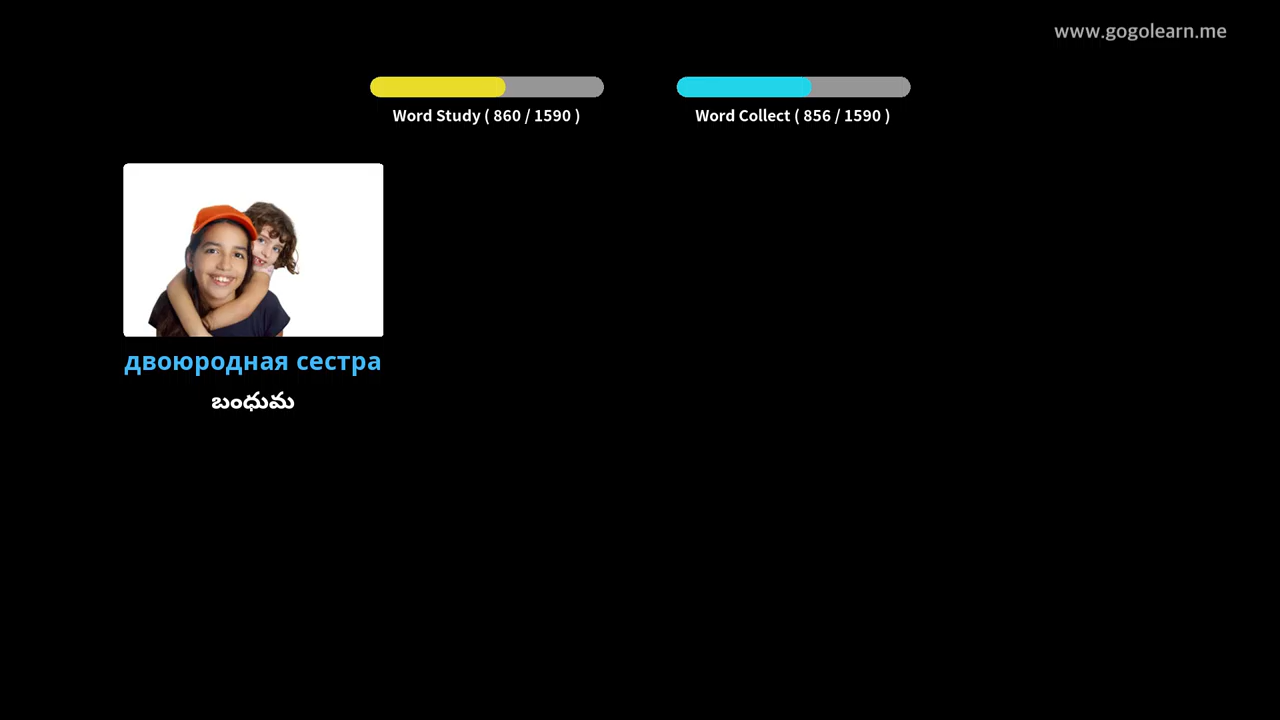 www.gogolearn.me
Word Study ( 860 / 1590 )
Word Collect ( 856 / 1590 )
двоюродная сестра
బంధుమ